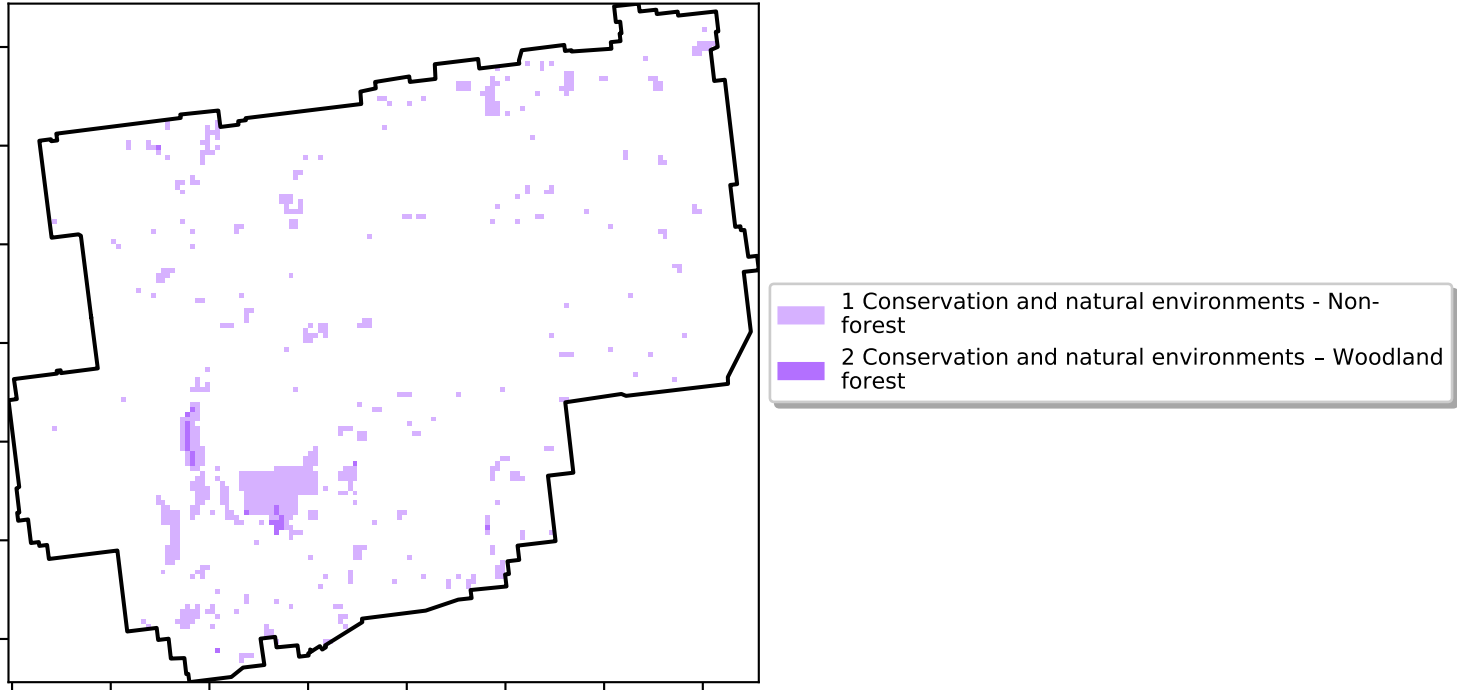 1 Conservation and natural environments - Non-
forest
2 Conservation and natural environments – Woodland
forest